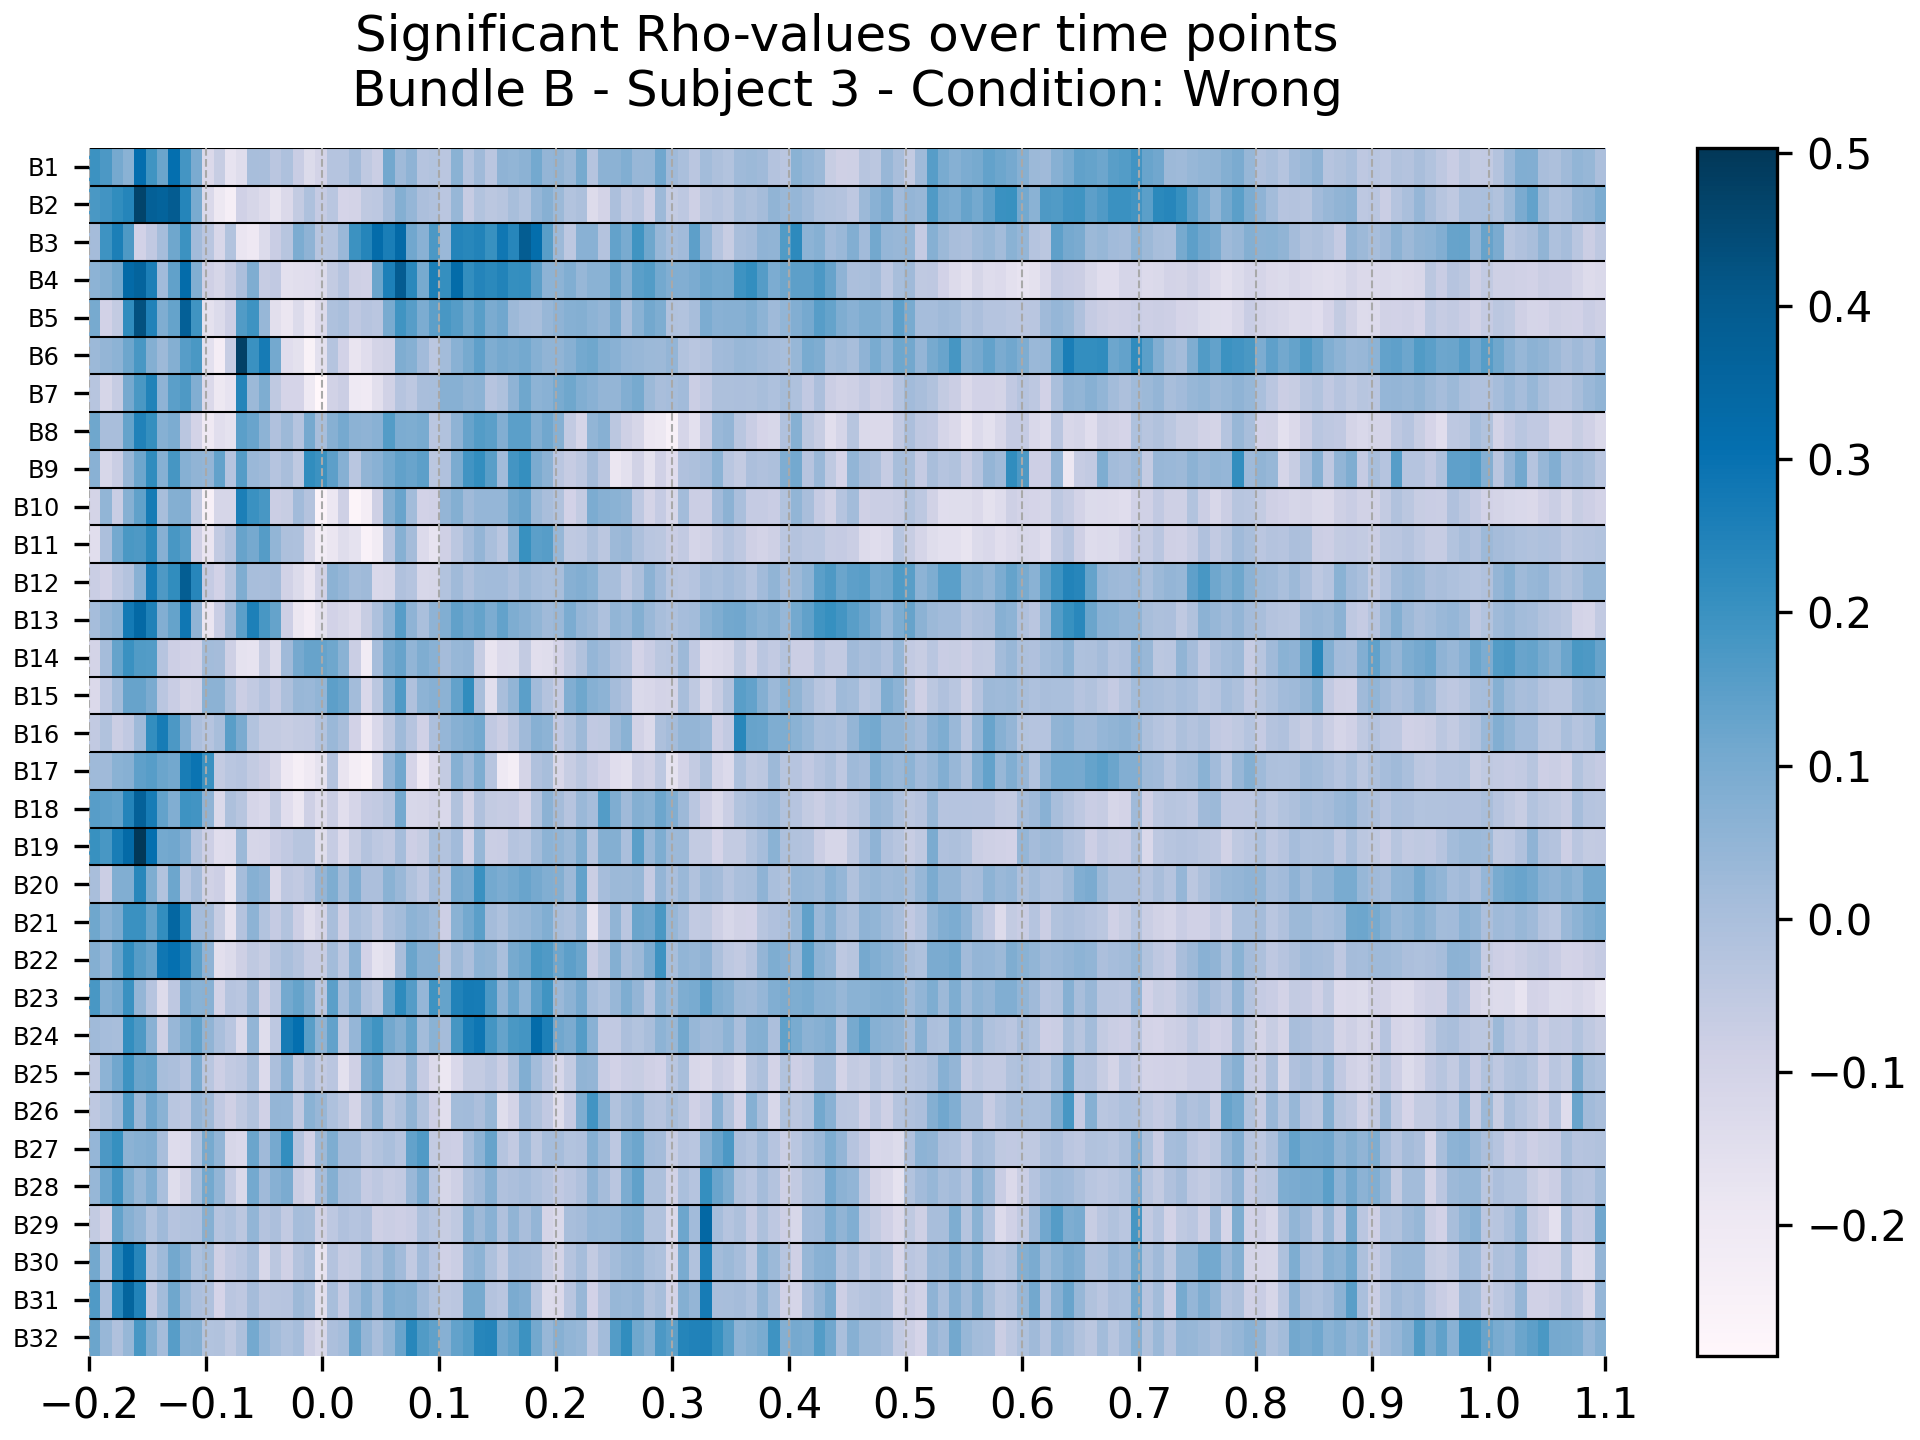 Significant Rho-values over time points
Bundle B - Subject 3 - Condition: Wrong
B1
B2
B3
B4
B5
B6
B7
B8
B9
B10
B11
B12
B13
B14
B15
B16
B17
B18
B19
B20
B21
B22
B23
B24
B25
B26
B27
B28
B29
B30
B31
B32
−0.2 −0.1 0.0 0.1 0.2 0.3 0.4 0.5 0.6 0.7 0.8 0.9 1.0 1.1
0.5
0.4
0.3
0.2
0.1
0.0
−0.1
−0.2